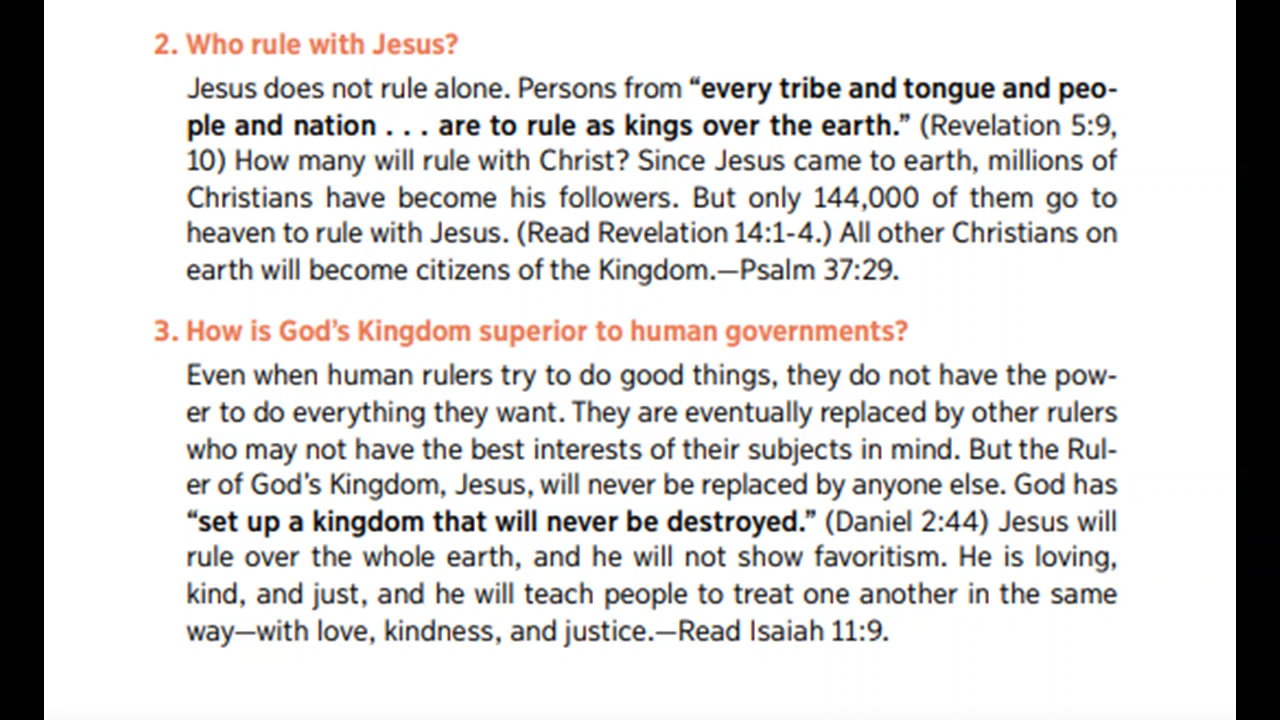 2. Who rule with Jesus?
Jesus does not rule alone. Persons from “every tribe and tongue and peo-
ple and nation . . . are to rule as kings over the earth.” (Revelation 5:9,
10) How many will rule with Christ? Since Jesus came to earth, millions of
Christians have become his followers. But only 144,000 of them go to
heaven to rule with Jesus. (Read Revelation 14:1-4.) All other Christians on
earth will become citizens of the Kingdom.—Psalm 37:29.
3. How is God’s Kingdom superior to human governments?
Even when human rulers try to do good things, they do not have the pow-
er to do everything they want. They are eventually replaced by other rulers
who may not have the best interests of their subjects in mind. But the Rul-
er of God’s Kingdom, Jesus, will never be replaced by anyone else. God has
“set up a kingdom that will never be destroyed.” (Daniel 2:44) Jesus will
rule over the whole earth, and he will not show favoritism. He is loving,
kind, and just, and he will teach people to treat one another in the same
way—with love, kindness, and justice.—Read Isaiah 11:9.